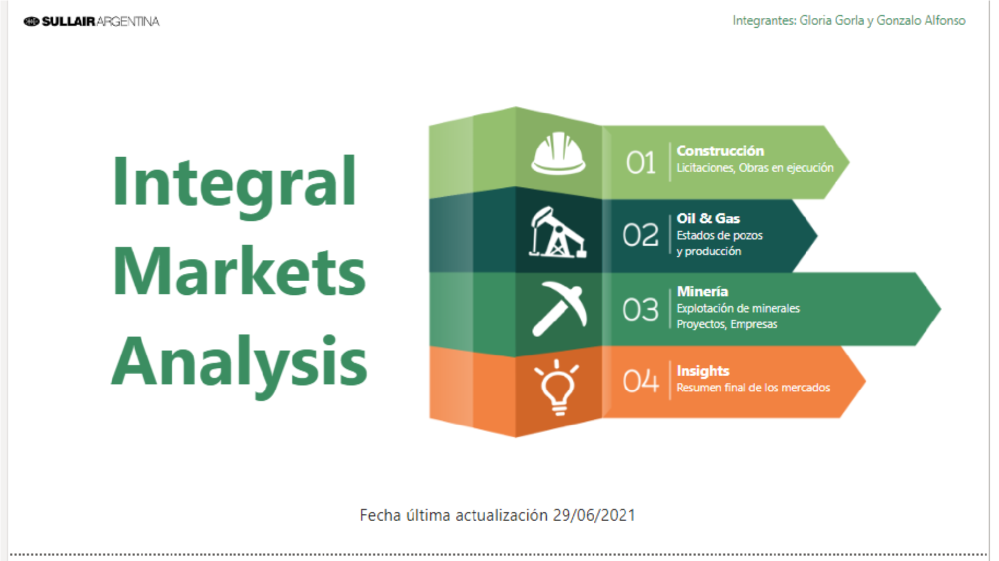 SULLAIR ARGENTINA
Integrantes: Gloria Gorla y Gonzalo Alfonso
Integral
Markets
Analysis
01
Construcción
Licitaciones, Obras en ejecución
02
Oil & Gas
Estados de pozos
y producción
03
Minería
Explotación de minerales
Proyectos, Empresas
04
Insights
Resumen final de los mercados
Fecha última actualización 29/06/2021